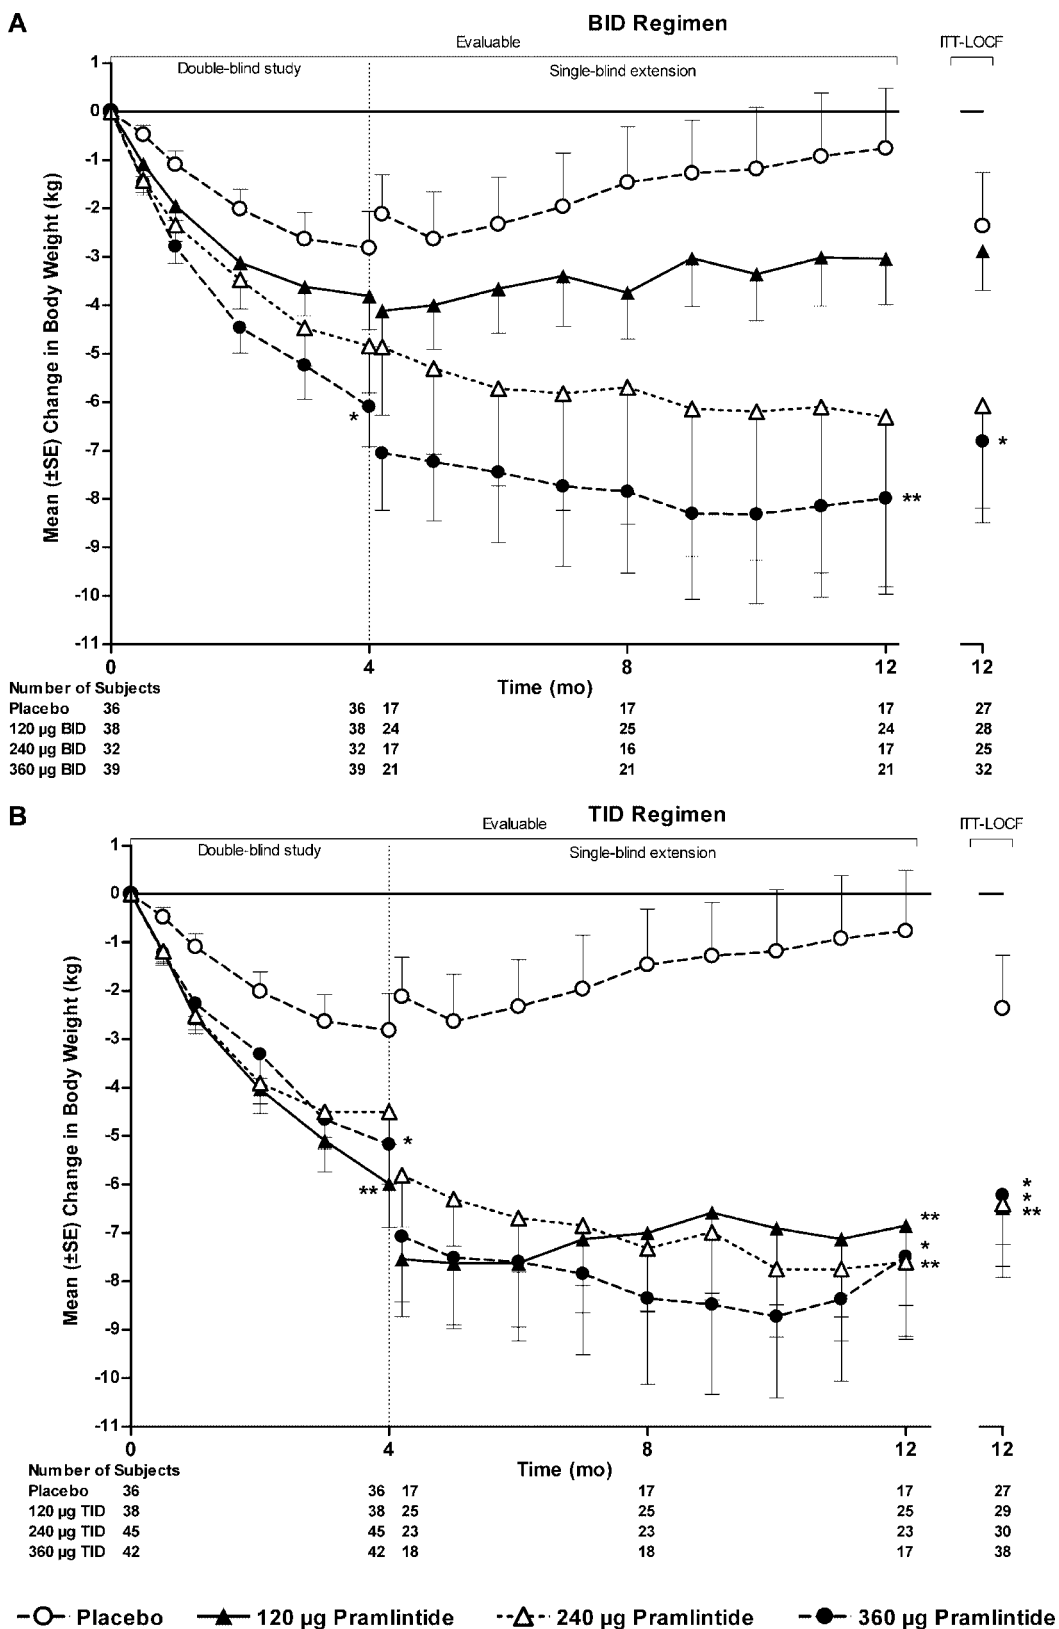 A
BID Regimen
Evaluable
ITT-LOCF
Double-blind study
Single-blind extension
Mean (±SE) Change in Body Weight (kg)
1
0
-1
-2
-3
-4
-5
-6
-7
-8
-9
-10
-11
*
**
*
0 4 8 12 12
Time (mo)
Number of Subjects
Placebo 36 36 17 17 17 27
120 µg BID 38 38 24 25 24 28
240 µg BID 32 32 17 16 17 25
360 µg BID 39 39 21 21 21 32
B
TID Regimen
Evaluable
ITT-LOCF
Double-blind study
Single-blind extension
Mean (±SE) Change in Body Weight (kg)
1
0
-1
-2
-3
-4
-5
-6
-7
-8
-9
-10
-11
*
**
**
*
**
*
*
**
0 4 8 12 12
Time (mo)
Number of Subjects
Placebo 36 36 17 17 17 27
120 µg TID 38 38 25 25 25 29
240 µg TID 45 45 23 23 23 30
360 µg TID 42 42 18 18 17 38
Placebo 120 µg Pramlintide 240 µg Pramlintide 360 µg Pramlintide